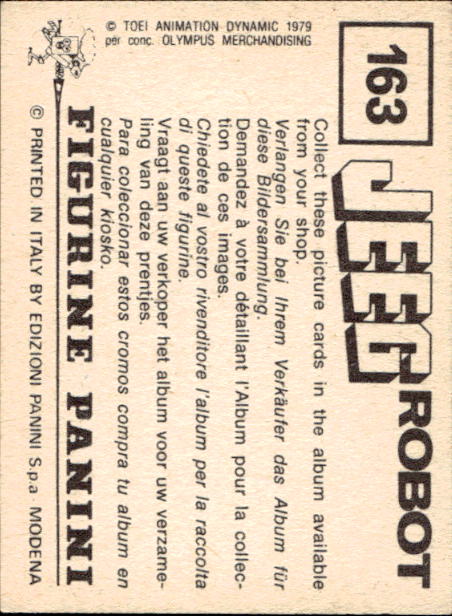 163
JEEG ROBOT
© TOEI ANIMATION DYNAMIC 1979
per conc. OLYMPUS MERCHANDISING
Collect these picture cards in the album available
from your shop.
Verlangen Sie bei Ihrem Verkäufer das Album für
diese Bildersammlung.
Demandez à votre détaillant l'Album pour la collec-
tion de ces images.
Chiedete al vostro rivenditore l'album per la raccolta
di queste figurine.
Vraagt aan uw verkoper het album voor uw verzame-
ling van deze prentjes.
Para coleccionar estos cromos compra tu album en
cualquier kiosko.
FIGURINE PANINI
© PRINTED IN ITALY BY EDIZIONI PANINI S.p.a MODENA